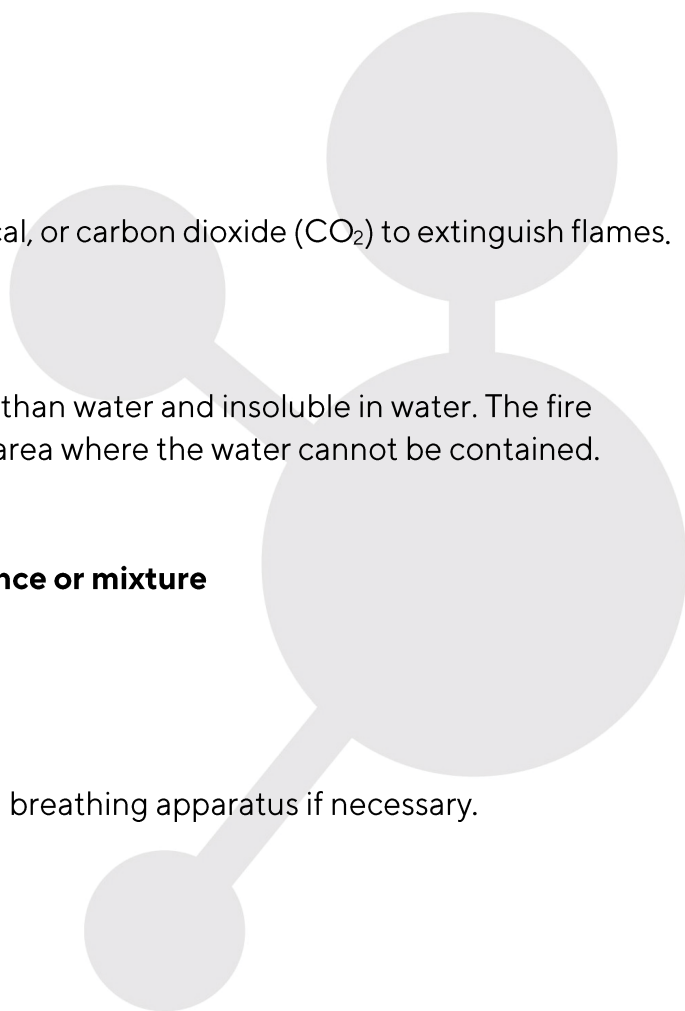 cal, or carbon dioxide (CO₂) to extinguish flames.
than water and insoluble in water. The fire
area where the water cannot be contained.
nce or mixture
breathing apparatus if necessary.